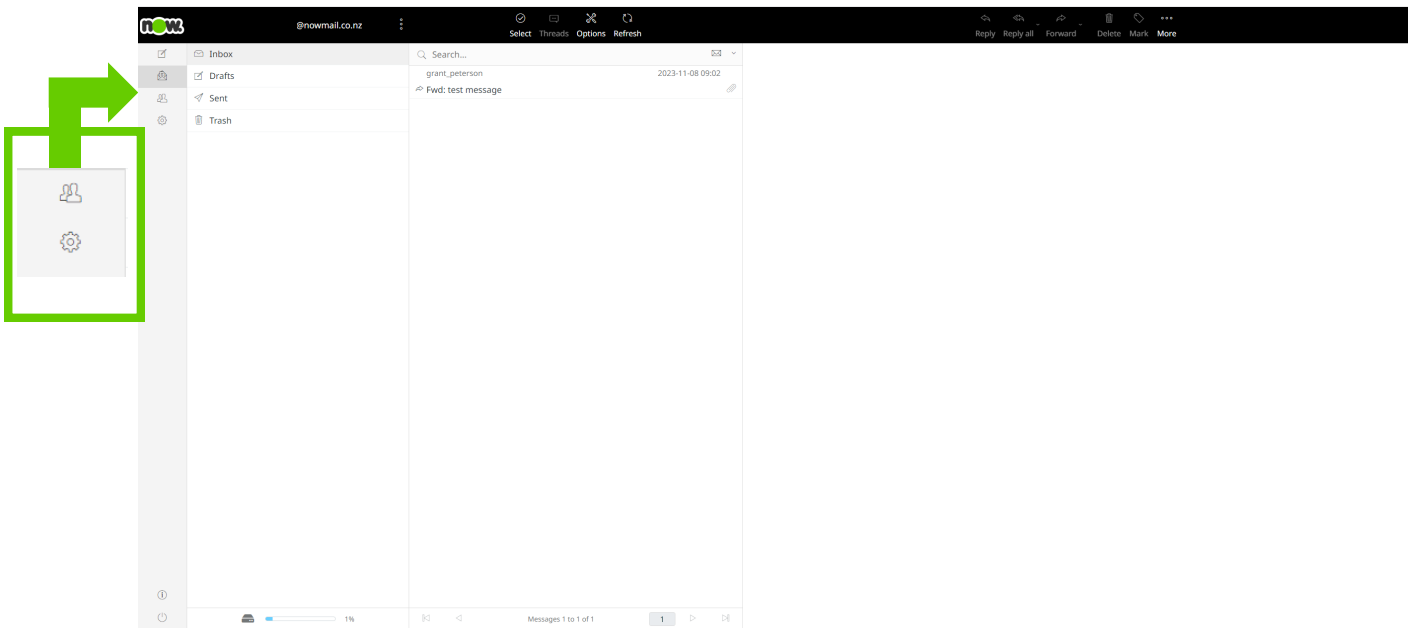 now
@nowmail.co.nz
Select Threads Options Refresh
Reply Reply all Forward Delete Mark More
Inbox
Drafts
Sent
Trash
Search...
grant_peterson 2023-11-08 09:02
Fwd: test message
1%
Messages 1 to 1 of 1
1